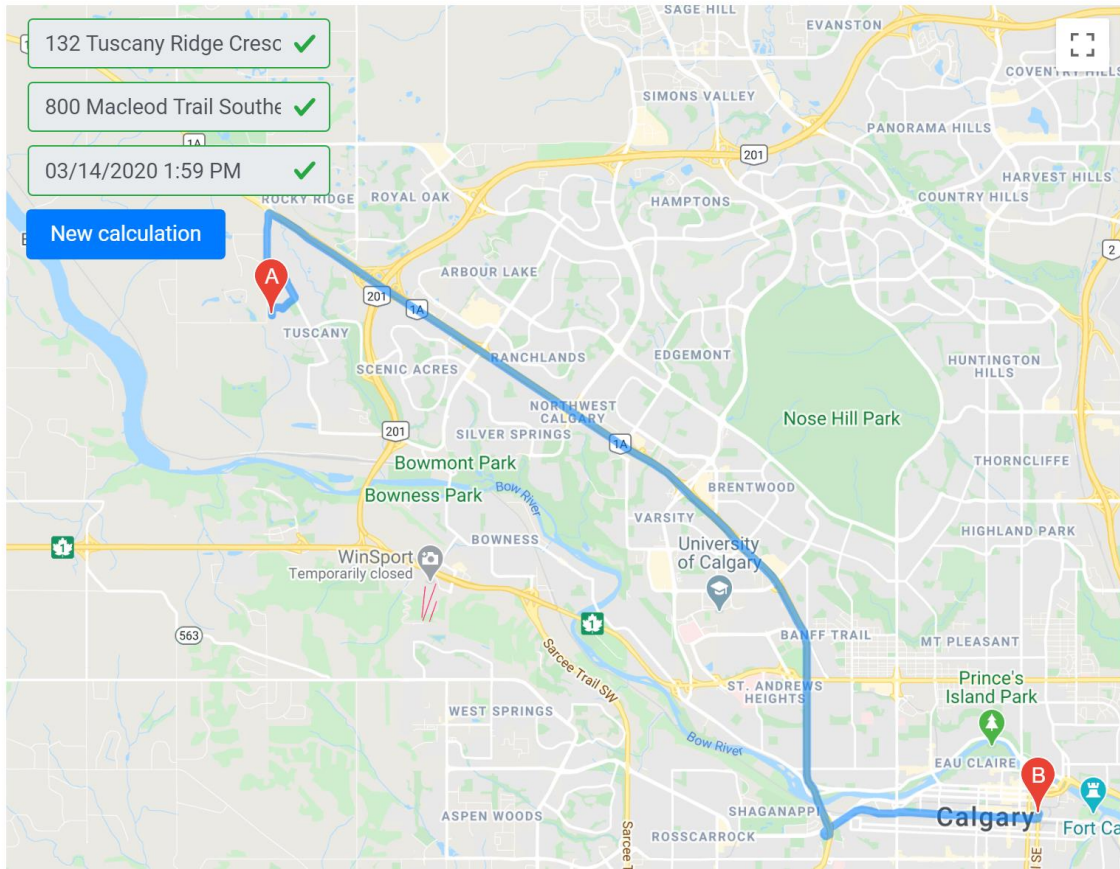 SAGE HILL
EVANSTON
132 Tuscany Ridge Cresc
COVENTRY HILLS
800 Macleod Trail Southe
SIMONS VALLEY
PANORAMA HILLS
1A
201
03/14/2020 1:59 PM
HARVEST HILLS
ROCKY RIDGE
ROYAL OAK
HAMPTONS
COUNTRY HILLS
New calculation
2
A
ARBOUR LAKE
201
1A
TUSCANY
RANCHLANDS
EDGEMONT
HUNTINGTON
HILLS
SCENIC ACRES
NORTHWEST
CALGARY
Nose Hill Park
201
SILVER SPRINGS
1A
Bowmont Park
THORNCLIFFE
Bowness Park
Bow River
BRENTWOOD
VARSITY
HIGHLAND PARK
1
BOWNESS
University
of Calgary
WinSport
Temporarily closed
1
563
BANFF TRAIL
MT PLEASANT
Sarcee Trail SW
ST. ANDREWS
HEIGHTS
Prince's
Island Park
WEST SPRINGS
Bow River
EAU CLAIRE
B
SHAGANAPPI
ASPEN WOODS
ROSSCARROCK
Calgary
Fort Ca
Sarcee T
l SE